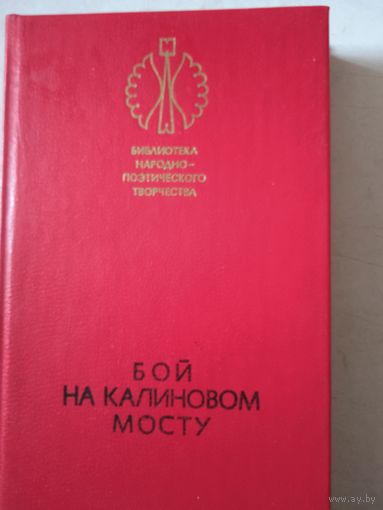 БИБЛИОТЕКА
НАРОДНО-
ПОЭТИЧЕСКОГО
ТВОРЧЕСТВА
БОЙ
НА КАЛИНОВОМ
МОСТУ
www.ay.by